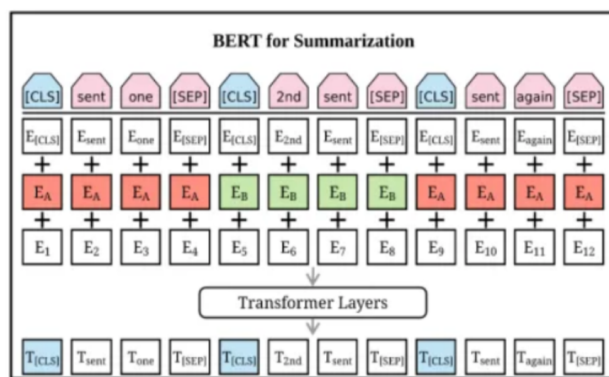 BERT for Summarization
[CLS] sent one [SEP] [CLS] 2nd sent [SEP] [CLS] sent again [SEP]
E[CLS] Esent Eone E[SEP] E[CLS] E2nd Esent E[SEP] E[CLS] Esent Eagain E[SEP]
+ + + + + + + + + + + +
EA EA EA EA EB EB EB EB EA EA EA EA
+ + + + + + + + + + + +
E1 E2 E3 E4 E5 E6 E7 E8 E9 E10 E11 E12
Transformer Layers
T[CLS] Tsent Tone T[SEP] T[CLS] T2nd Tsent T[SEP] T[CLS] Tsent Tagain T[SEP]